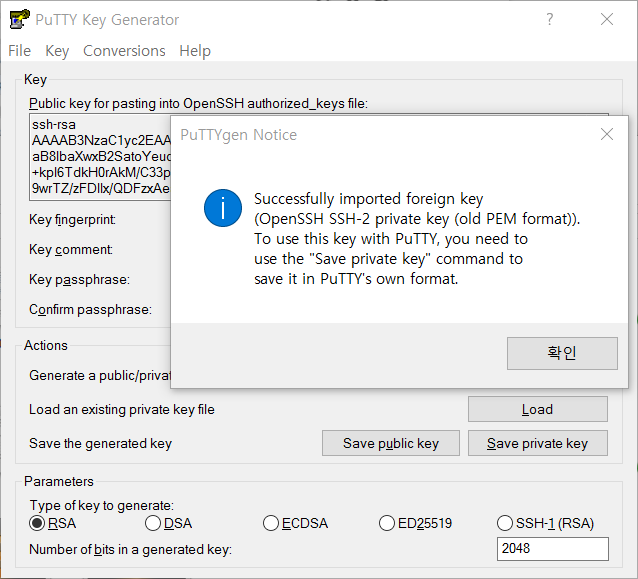 PuTTY Key Generator
File Key Conversions Help
Key
Public key for pasting into OpenSSH authorized_keys file:
ssh-rsa
AAAAB3NzaC1yc2EAA
aB8IbaXwxB2SatoYeuc
+kpI6TdkH0rAkM/C33p
9wrTZ/zFDllx/QDFzxAe
Key fingerprint:
Key comment:
Key passphrase:
Confirm passphrase:
PuTTYgen Notice
Successfully imported foreign key
(OpenSSH SSH-2 private key (old PEM format)).
To use this key with PuTTY, you need to
use the "Save private key" command to
save it in PuTTY's own format.
확인
Actions
Generate a public/priva
Load an existing private key file
Load
Save the generated key
Save public key
Save private key
Parameters
Type of key to generate:
RSA DSA ECDSA ED25519 SSH-1 (RSA)
Number of bits in a generated key:
2048